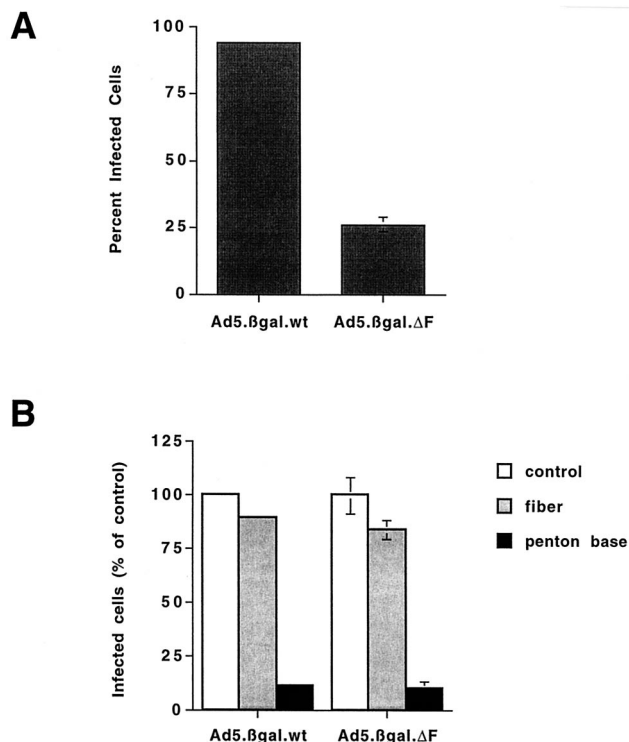 A
Percent Infected Cells
100
75
50
25
0
Ad5.ßgal.wt
Ad5.ßgal.ΔF
B
Infected cells (% of control)
125
100
75
50
25
0
Ad5.ßgal.wt
Ad5.ßgal.ΔF
control
fiber
penton base